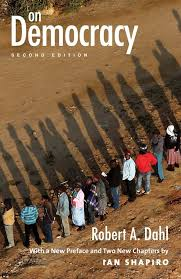 on
Democracy
SECOND EDITION
Robert A. Dahl
With a New Preface and Two New Chapters by
IAN SHAPIRO